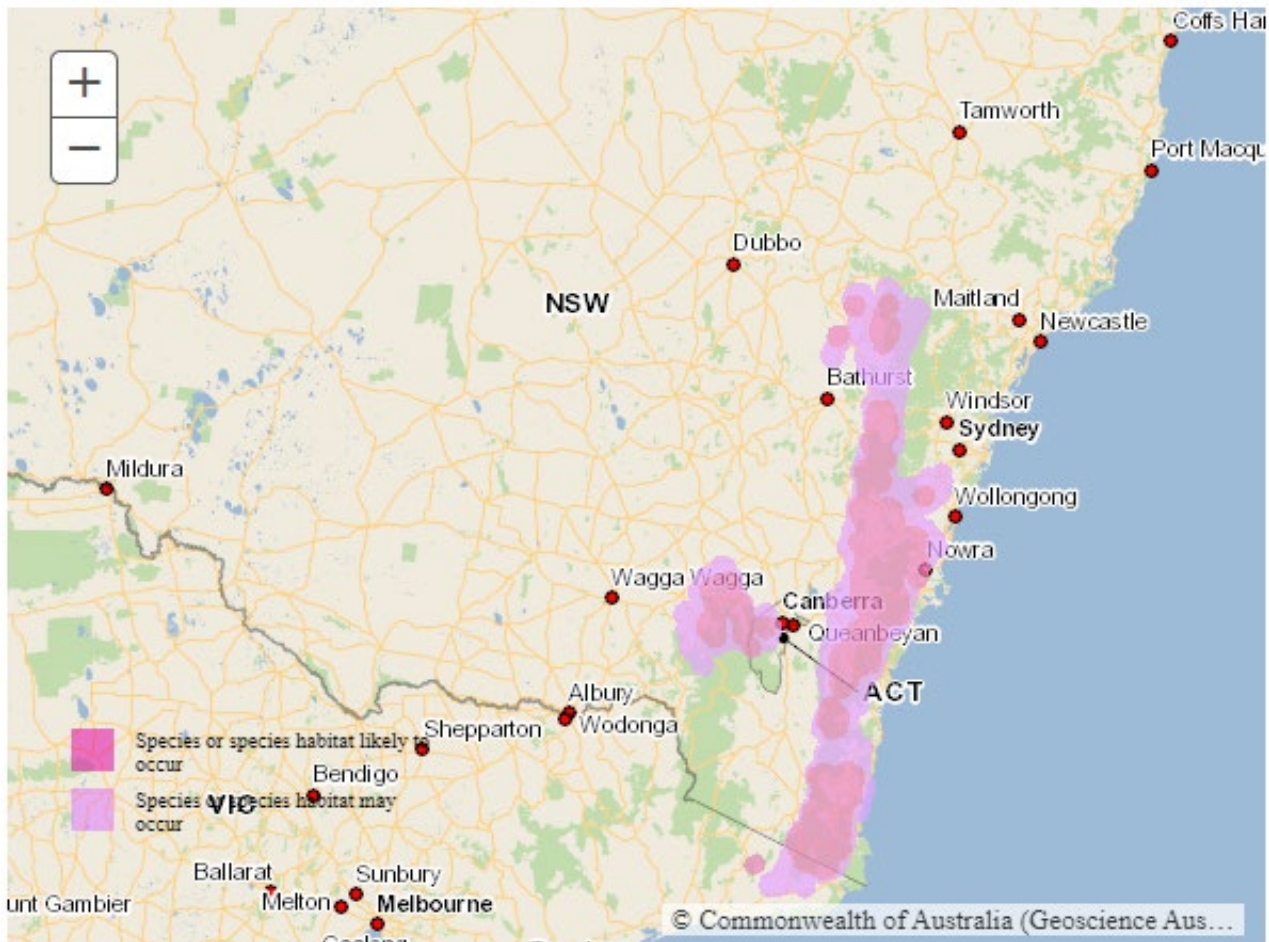 Coffs Har
+
Tamworth
−
Port Macqu
Dubbo
NSW
Maitland
Newcastle
Bathurst
Windsor
Sydney
Mildura
Wollongong
Nowra
Wagga Wagga
Canberra
Queanbeyan
ACT
Albury
Wodonga
Shepparton
Species or species habitat likely to
occur
Bendigo
Species or species habitat may
VIC
occur
Ballarat
Sunbury
Melton
Melbourne
unt Gambier
Geelong
© Commonwealth of Australia (Geoscience Aus…